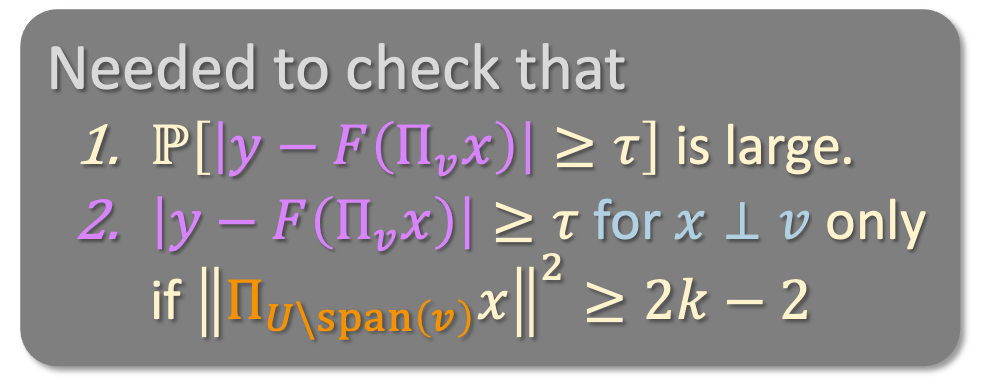 Needed to check that
1. ℙ[|y − F(Π_v x)| ≥ τ] is large.
2. |y − F(Π_v x)| ≥ τ for x ⊥ v only
if ‖Π_{U\span(v)} x‖² ≥ 2k − 2